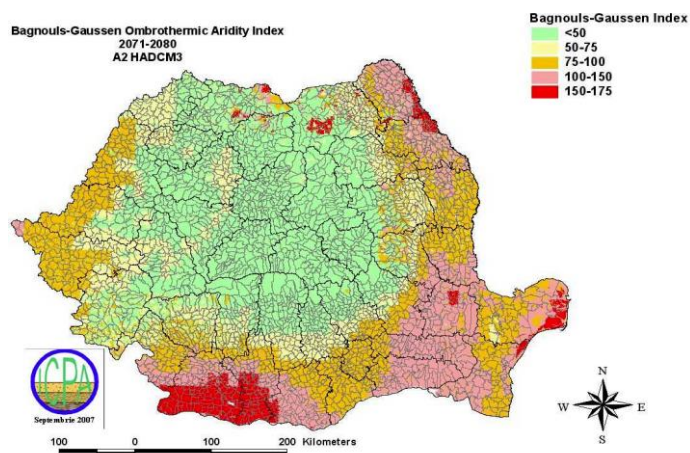 Bagnouls-Gaussen Ombrothermic Aridity Index
2071-2080
A2 HADCM3
Bagnouls-Gaussen Index
<50
50-75
75-100
100-150
150-175
ICPA
Septembrie 2007
N
W E
S
100 0 100 200 Kilometers